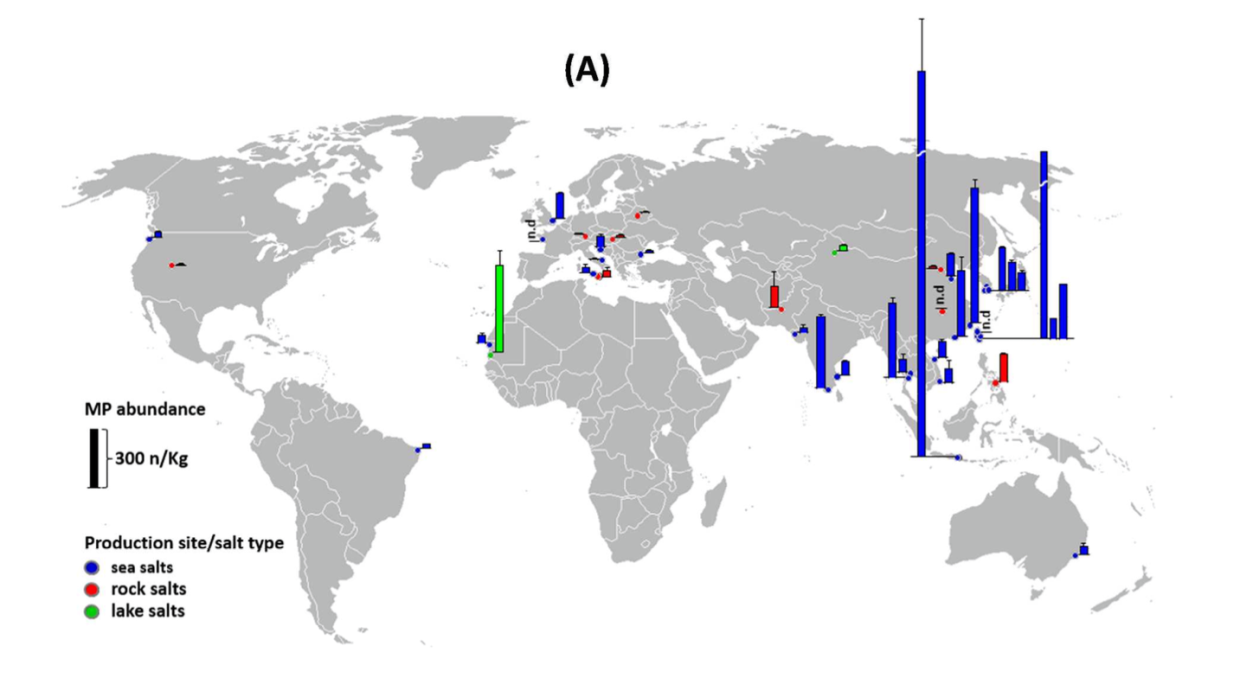 (A)
n.d
n.d
n.d
MP abundance
300 n/Kg
Production site/salt type
sea salts
rock salts
lake salts